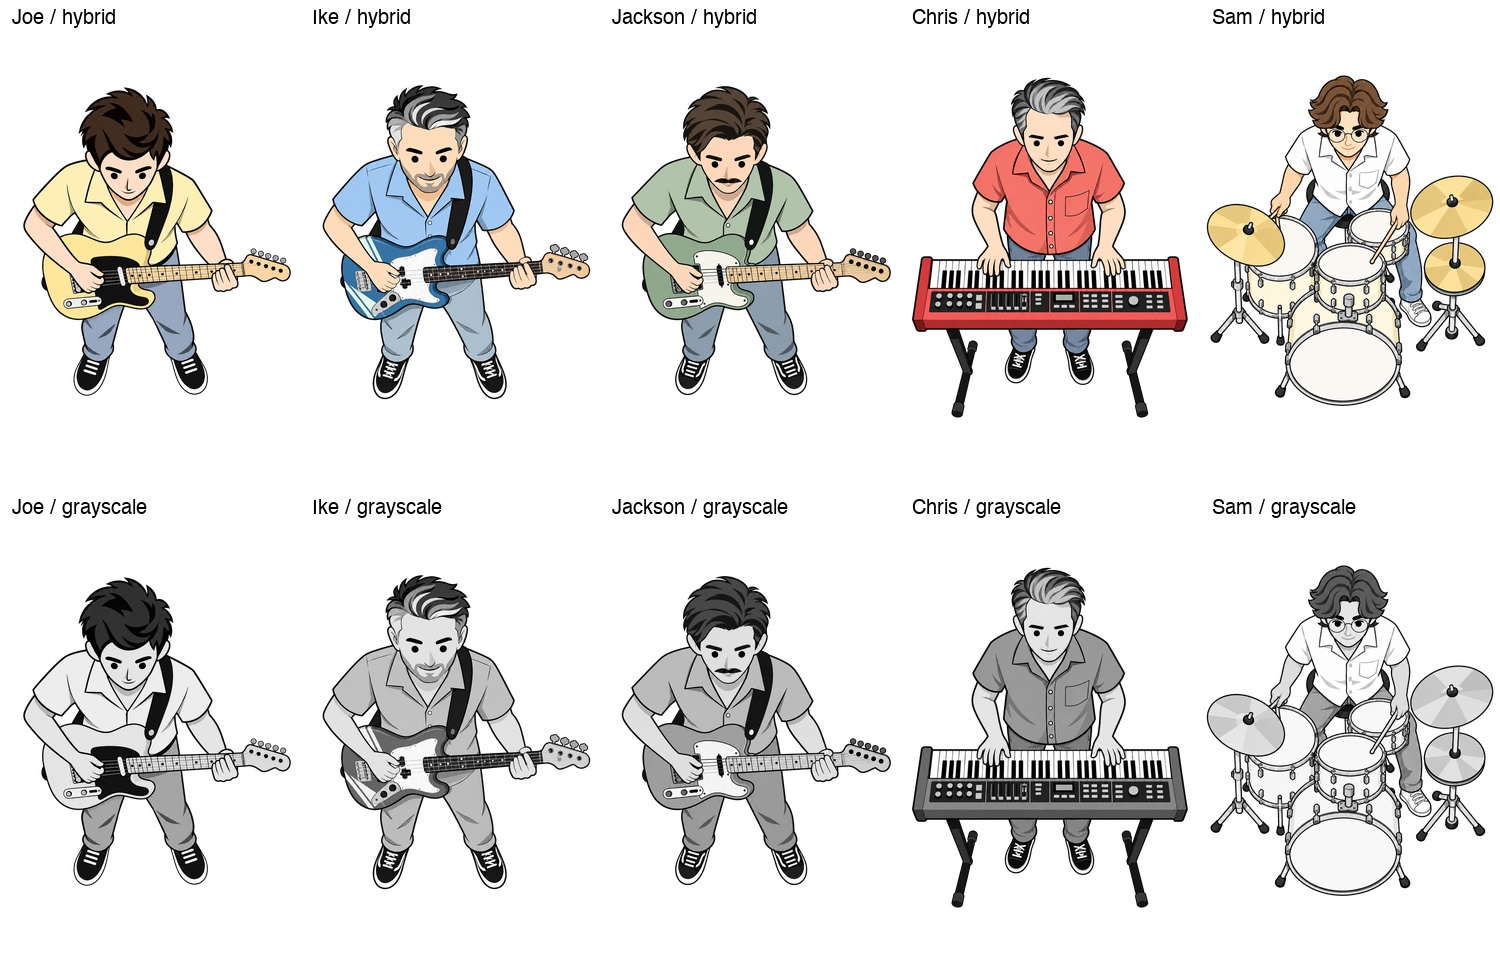 Joe / hybrid
Ike / hybrid
Jackson / hybrid
Chris / hybrid
Sam / hybrid
Joe / grayscale
Ike / grayscale
Jackson / grayscale
Chris / grayscale
Sam / grayscale